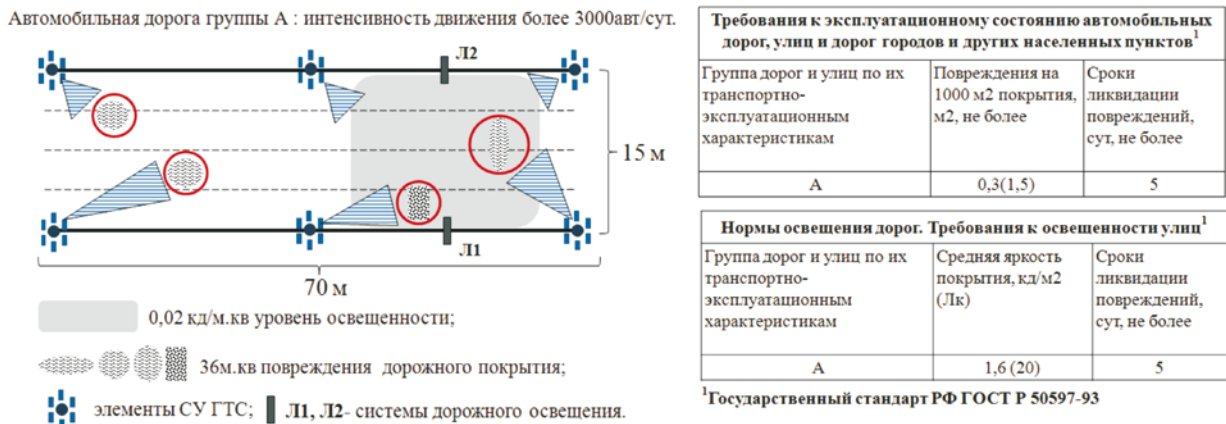 Автомобильная дорога группы А : интенсивность движения более 3000авт/сут.
Л2
15 м
Л1
70 м
0,02 кд/м.кв уровень освещенности;
36м.кв повреждения дорожного покрытия;
элементы СУ ГТС;
Л1, Л2- системы дорожного освещения.
Требования к эксплуатационному состоянию автомобильных
дорог, улиц и дорог городов и других населенных пунктов1
Группа дорог и улиц по их
транспортно-
эксплуатационным
характеристикам
Повреждения на
1000 м2 покрытия,
м2, не более
Сроки
ликвидации
повреждений,
сут, не более
А
0,3(1,5)
5
Нормы освещения дорог. Требования к освещенности улиц1
Группа дорог и улиц по их
транспортно-
эксплуатационным
характеристикам
Средняя яркость
покрытия, кд/м2
(Лк)
Сроки
ликвидации
повреждений,
сут, не более
А
1,6 (20)
5
1Государственный стандарт РФ ГОСТ Р 50597-93